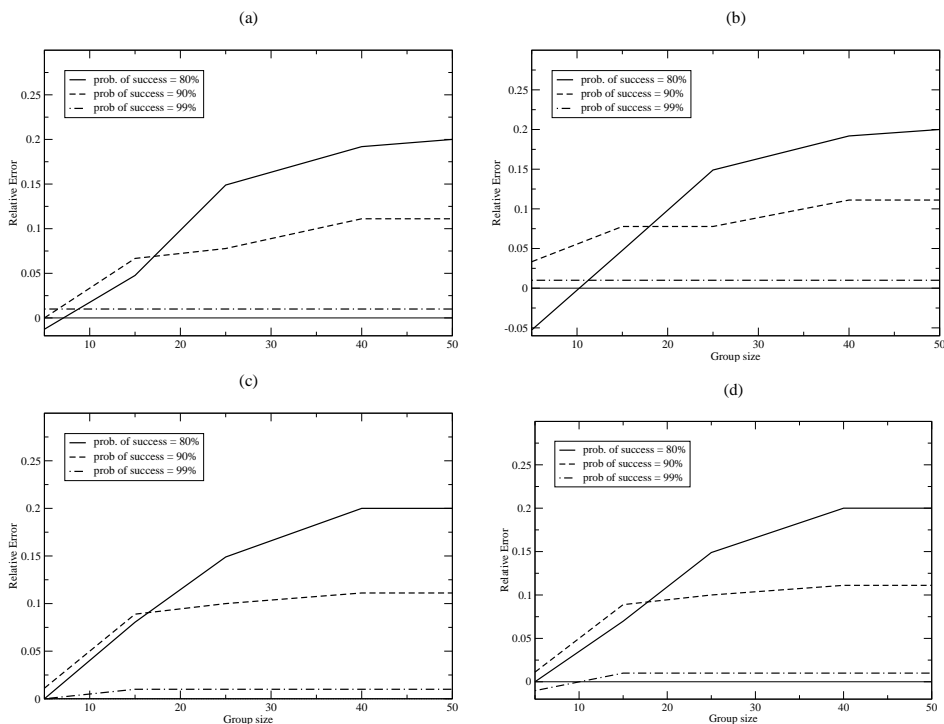 (a)
prob. of success = 80%
prob of success = 90%
prob of success = 99%
0.25
0.2
0.15
0.1
0.05
0
Relative Error
10 20 30 40 50
Group size
(b)
prob. of success = 80%
prob of success = 90%
prob of success = 99%
0.25
0.2
0.15
0.1
0.05
0
-0.05
Relative Error
10 20 30 40 50
Group size
(c)
prob. of success = 80%
prob of success = 90%
prob of success = 99%
0.25
0.2
0.15
0.1
0.05
0
Relative Error
10 20 30 40 50
Group size
(d)
prob. of success = 80%
prob of success = 90%
prob of success = 99%
0.25
0.2
0.15
0.1
0.05
0
Relative Error
10 20 30 40 50
Group size